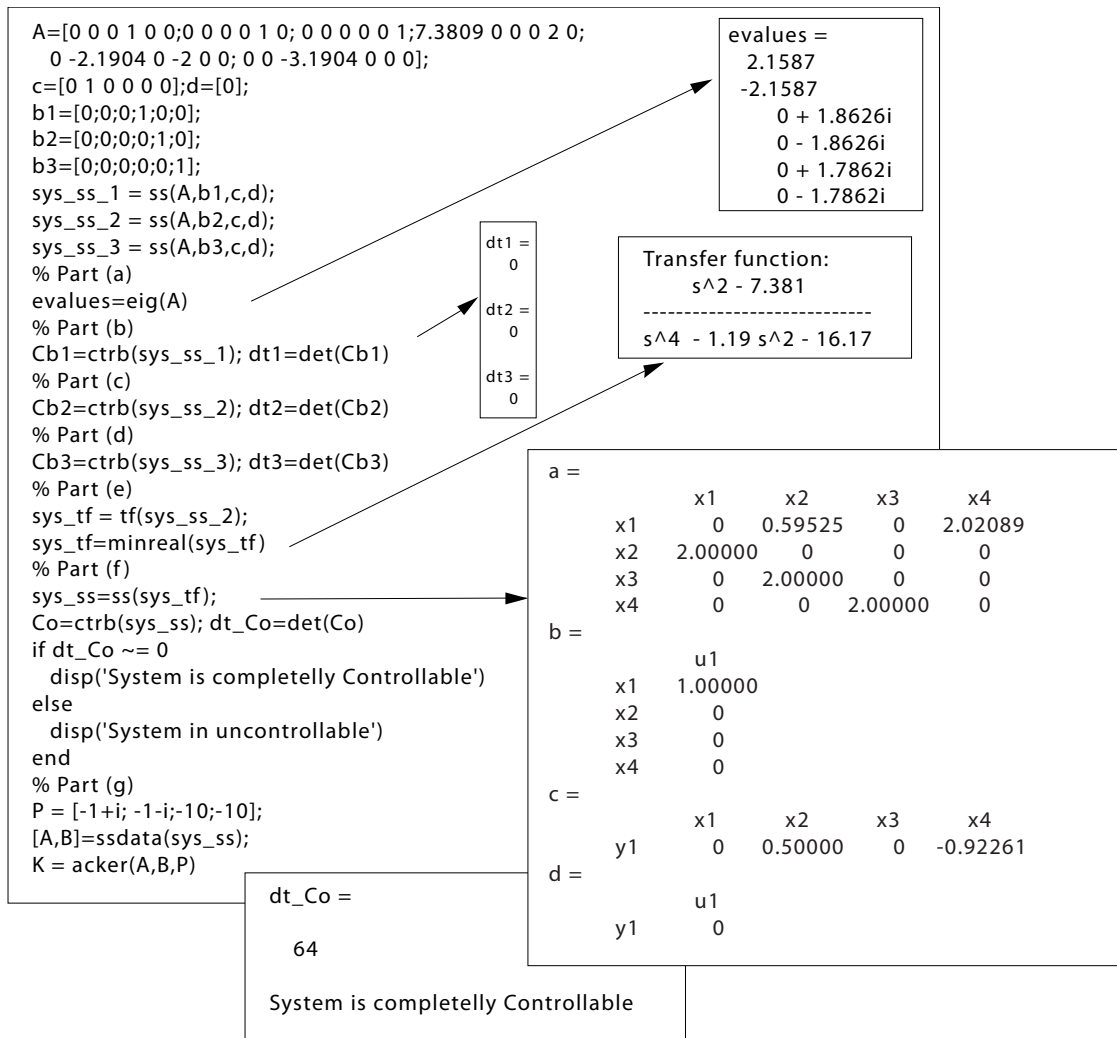 A=[0 0 0 1 0 0;0 0 0 0 1 0; 0 0 0 0 0 1;7.3809 0 0 0 2 0;
0 -2.1904 0 -2 0 0; 0 0 -3.1904 0 0 0];
c=[0 1 0 0 0 0];d=[0];
b1=[0;0;0;1;0;0];
b2=[0;0;0;0;1;0];
b3=[0;0;0;0;0;1];
sys_ss_1 = ss(A,b1,c,d);
sys_ss_2 = ss(A,b2,c,d);
sys_ss_3 = ss(A,b3,c,d);
% Part (a)
evalues=eig(A)
% Part (b)
Cb1=ctrb(sys_ss_1); dt1=det(Cb1)
% Part (c)
Cb2=ctrb(sys_ss_2); dt2=det(Cb2)
% Part (d)
Cb3=ctrb(sys_ss_3); dt3=det(Cb3)
% Part (e)
sys_tf = tf(sys_ss_2);
sys_tf=minreal(sys_tf)
% Part (f)
sys_ss=ss(sys_tf);
Co=ctrb(sys_ss); dt_Co=det(Co)
if dt_Co ~= 0
disp('System is completelly Controllable')
else
disp('System in uncontrollable')
end
% Part (g)
P = [-1+i; -1-i;-10;-10];
[A,B]=ssdata(sys_ss);
K = acker(A,B,P)
evalues =
2.1587
-2.1587
0 + 1.8626i
0 - 1.8626i
0 + 1.7862i
0 - 1.7862i
dt1 =
0
dt2 =
0
dt3 =
0
Transfer function:
s^2 - 7.381
----------------------------
s^4 - 1.19 s^2 - 16.17
a =
x1 x2 x3 x4
x1 0 0.59525 0 2.02089
x2 2.00000 0 0 0
x3 0 2.00000 0 0
x4 0 0 2.00000 0
b =
u1
x1 1.00000
x2 0
x3 0
x4 0
c =
x1 x2 x3 x4
y1 0 0.50000 0 -0.92261
d =
u1
y1 0
dt_Co =
64
System is completelly Controllable